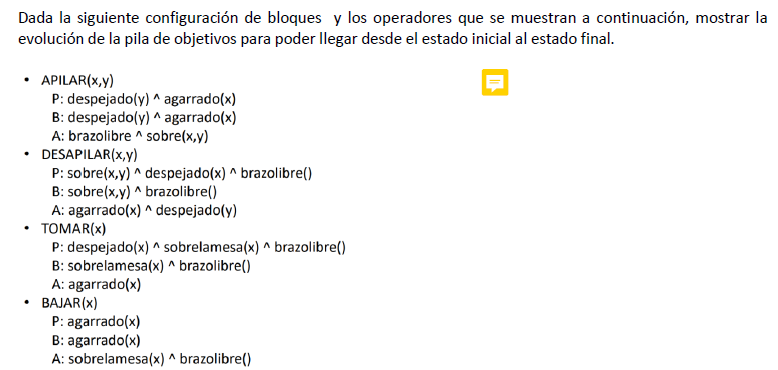 Dada la siguiente configuración de bloques y los operadores que se muestran a continuación, mostrar la
evolución de la pila de objetivos para poder llegar desde el estado inicial al estado final.
• APILAR(x,y)
P: despejado(y) ^ agarrado(x)
B: despejado(y) ^ agarrado(x)
A: brazolibre ^ sobre(x,y)
• DESAPILAR(x,y)
P: sobre(x,y) ^ despejado(x) ^ brazolibre()
B: sobre(x,y) ^ brazolibre()
A: agarrado(x) ^ despejado(y)
• TOMAR(x)
P: despejado(x) ^ sobrelamesa(x) ^ brazolibre()
B: sobrelamesa(x) ^ brazolibre()
A: agarrado(x)
• BAJAR(x)
P: agarrado(x)
B: agarrado(x)
A: sobrelamesa(x) ^ brazolibre()